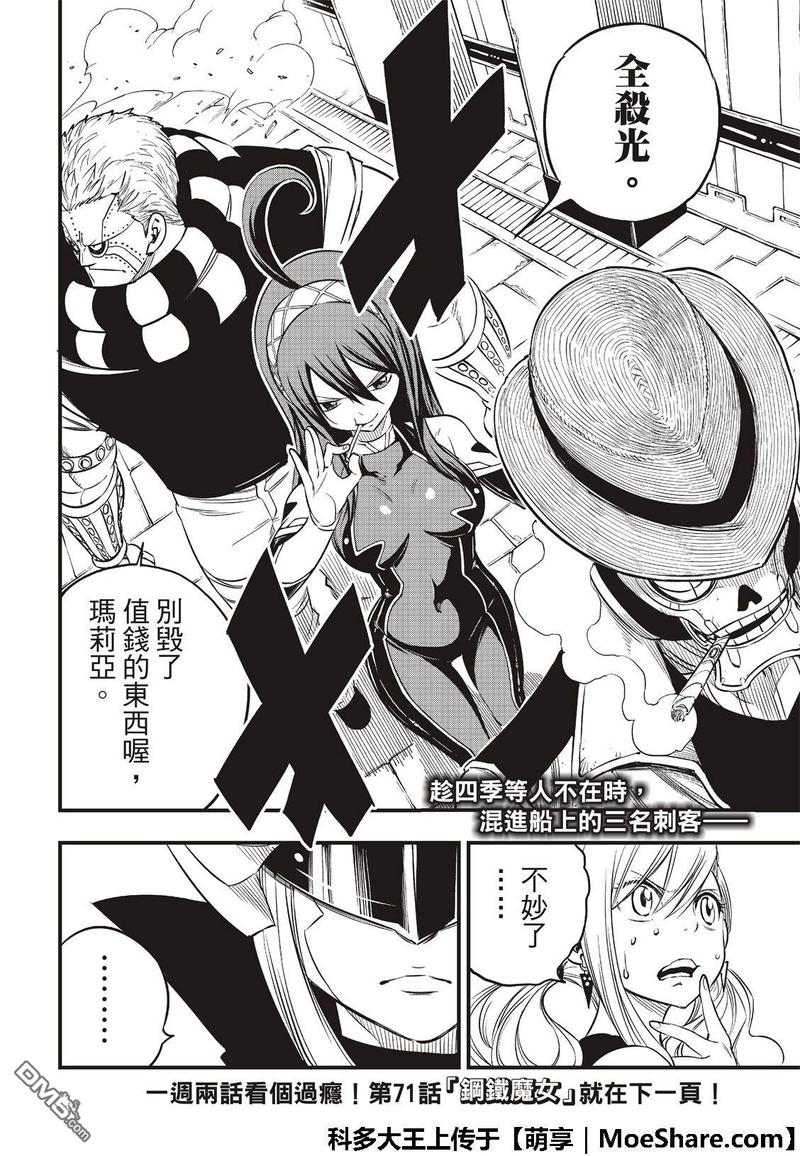 全殺光。
別毀了
值錢的東西喔，
瑪莉亞。
趁四季等人不在時，
混進船上的三名刺客——
不妙了
……
………
一週兩話看個過癮！第71話『鋼鐵魔女』就在下一頁！
DM5.com
科多大王上传于【萌享｜MoeShare.com】